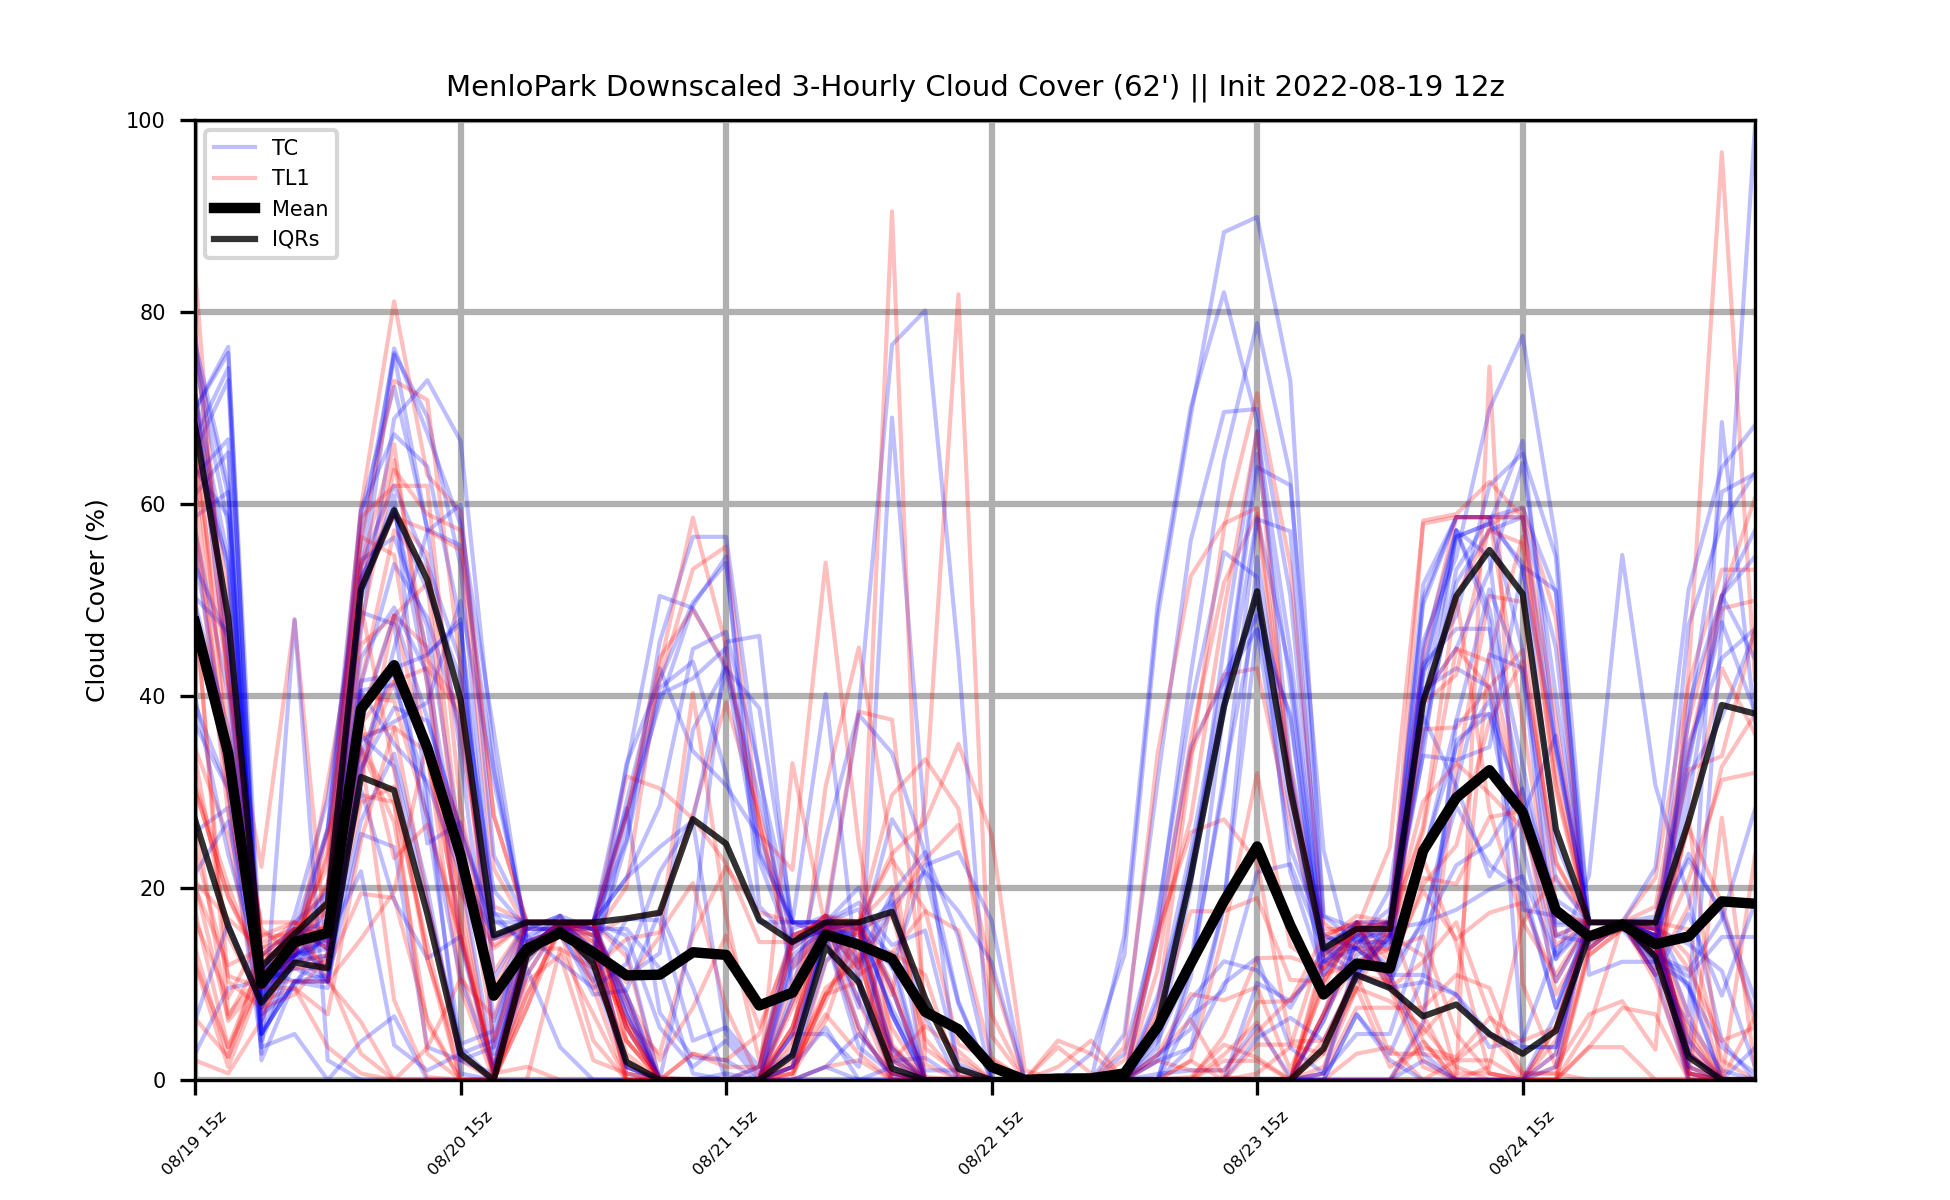 MenloPark Downscaled 3-Hourly Cloud Cover (62') || Init 2022-08-19 12z
100
80
60
40
20
0
Cloud Cover (%)
TC
TL1
Mean
IQRs
08/19 15z
08/20 15z
08/21 15z
08/22 15z
08/23 15z
08/24 15z